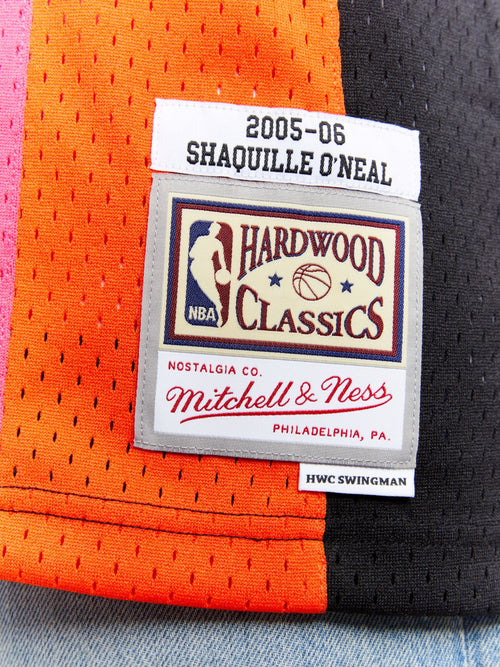 2005-06
SHAQUILLE O'NEAL
HARDWOOD
CLASSICS
NBA
NOSTALGIA CO.
Mitchell & Ness
PHILADELPHIA, PA.
HWC SWINGMAN